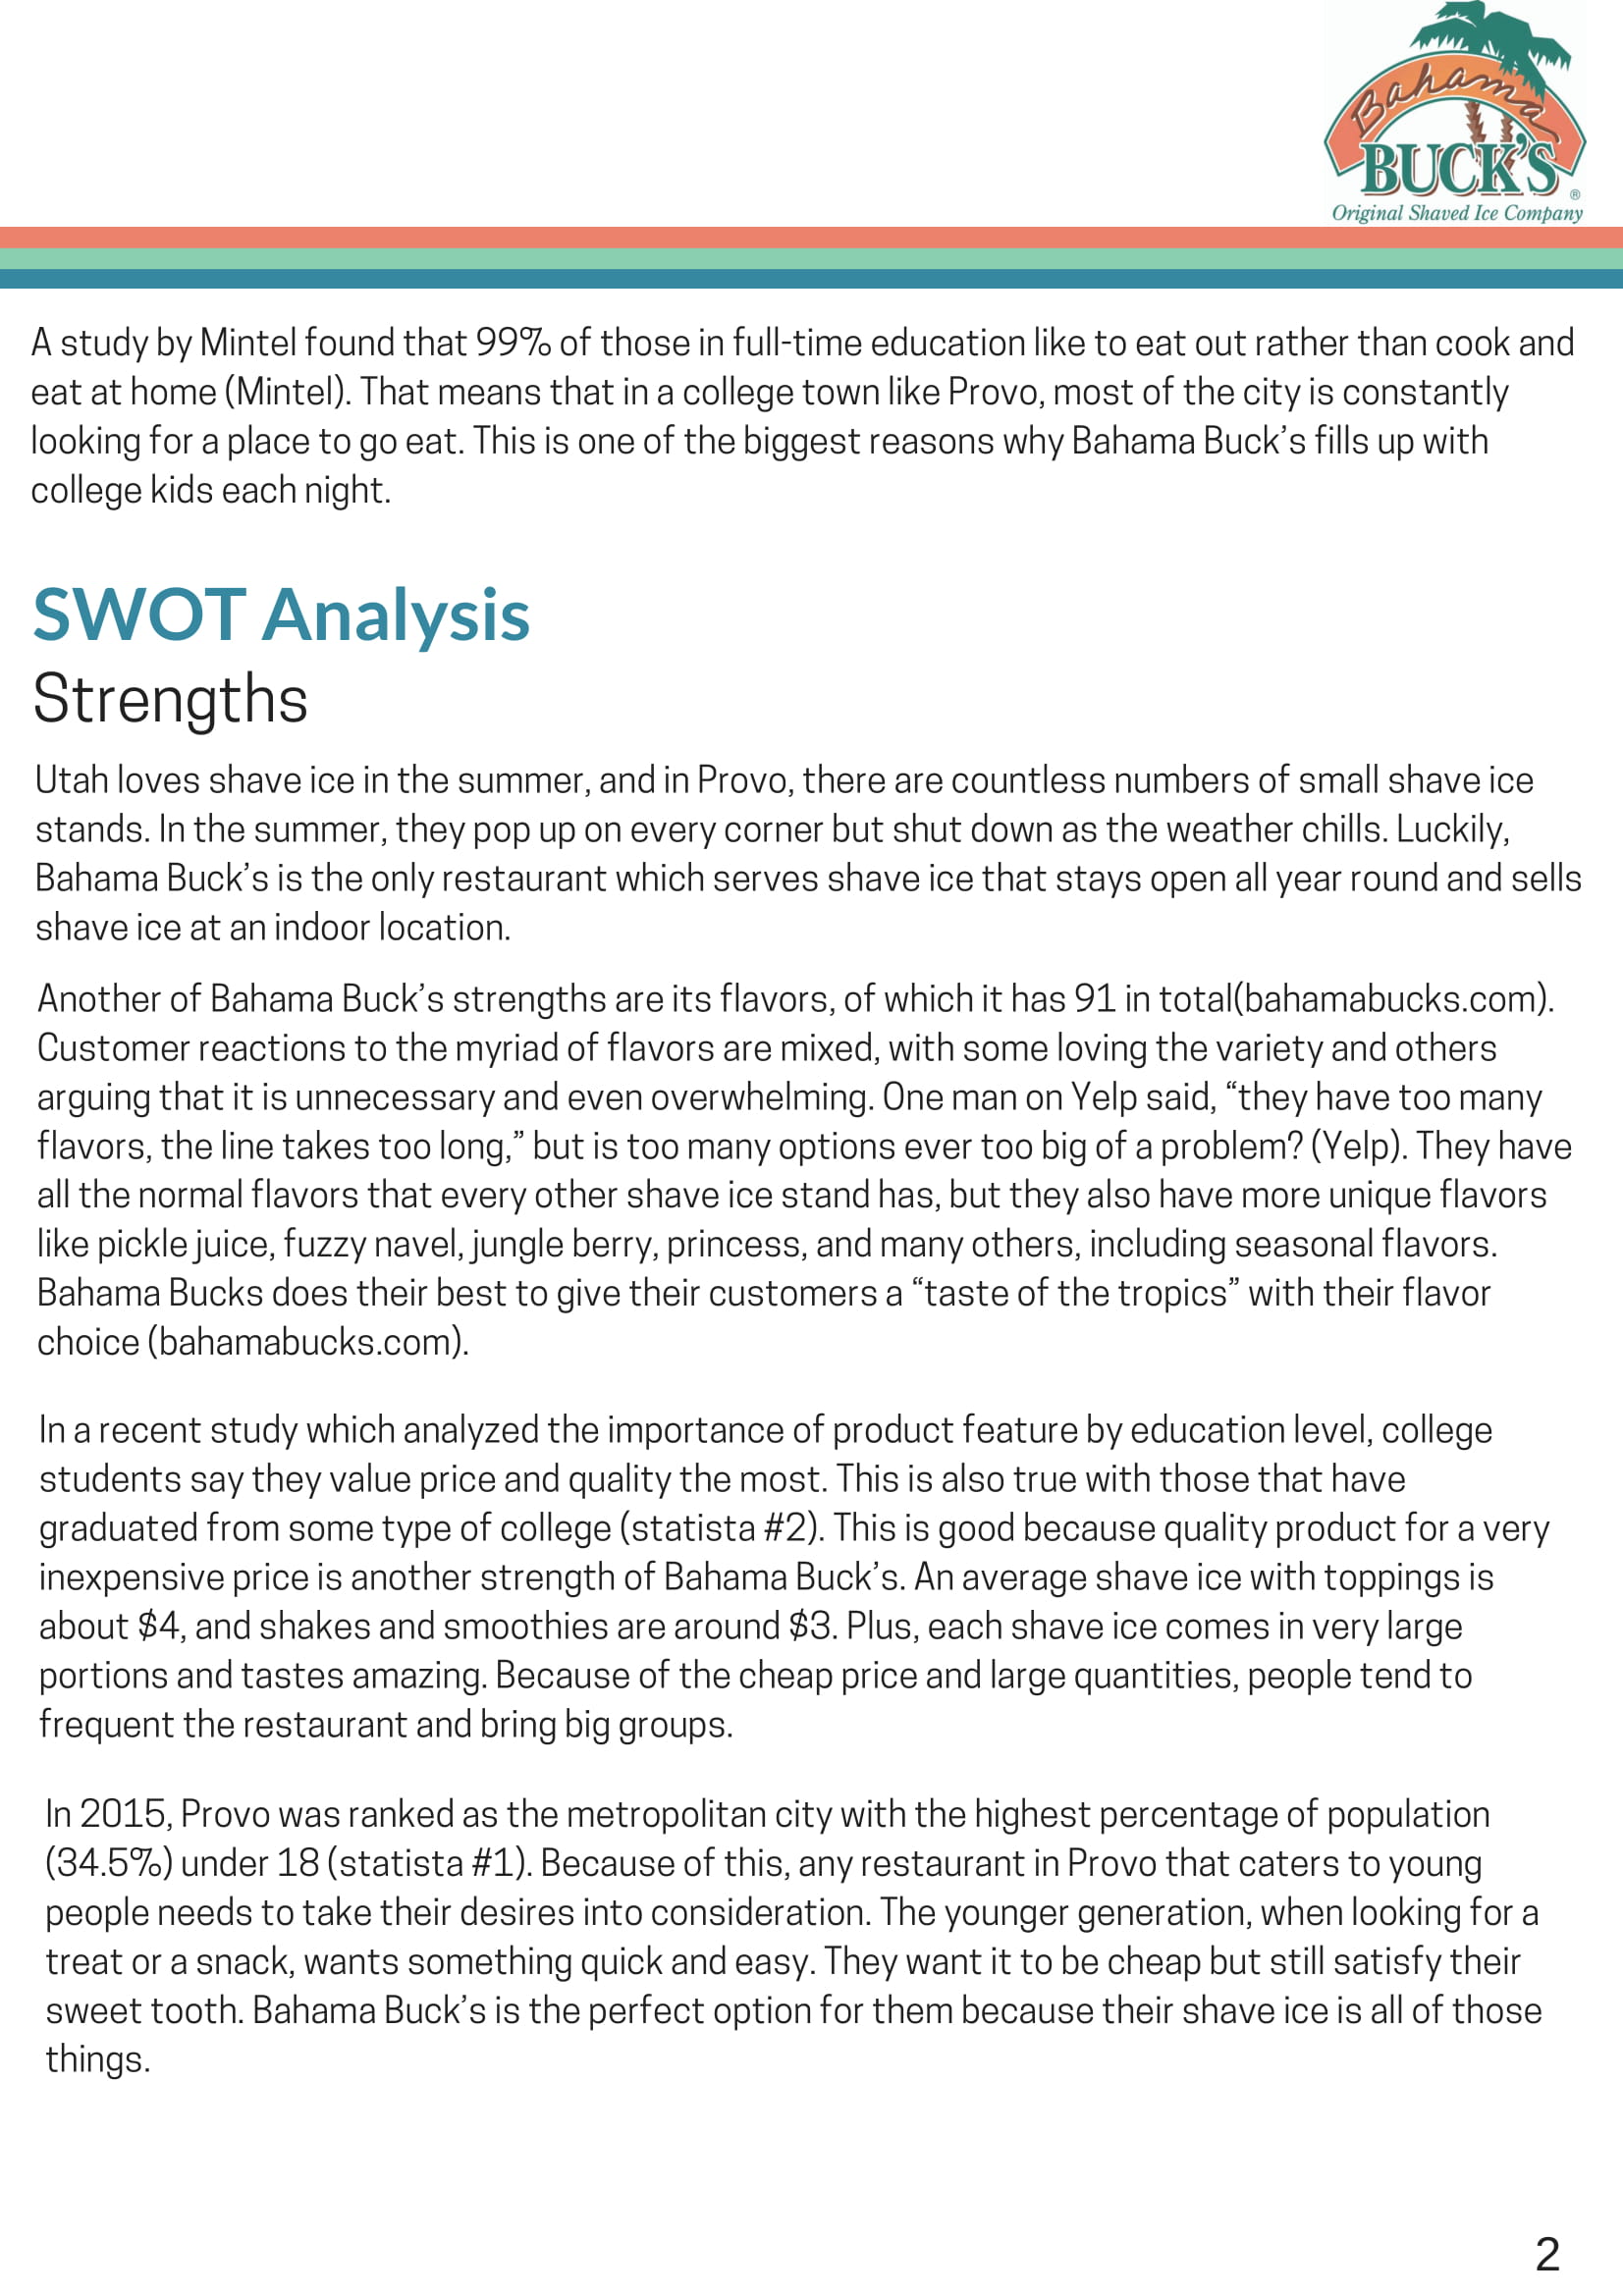 Bahama
BUCK'S ®
Original Shaved Ice Company
A study by Mintel found that 99% of those in full-time education like to eat out rather than cook and
eat at home (Mintel). That means that in a college town like Provo, most of the city is constantly
looking for a place to go eat. This is one of the biggest reasons why Bahama Buck’s fills up with
college kids each night.
SWOT Analysis
Strengths
Utah loves shave ice in the summer, and in Provo, there are countless numbers of small shave ice
stands. In the summer, they pop up on every corner but shut down as the weather chills. Luckily,
Bahama Buck’s is the only restaurant which serves shave ice that stays open all year round and sells
shave ice at an indoor location.
Another of Bahama Buck’s strengths are its flavors, of which it has 91 in total(bahamabucks.com).
Customer reactions to the myriad of flavors are mixed, with some loving the variety and others
arguing that it is unnecessary and even overwhelming. One man on Yelp said, “they have too many
flavors, the line takes too long,” but is too many options ever too big of a problem? (Yelp). They have
all the normal flavors that every other shave ice stand has, but they also have more unique flavors
like pickle juice, fuzzy navel, jungle berry, princess, and many others, including seasonal flavors.
Bahama Bucks does their best to give their customers a “taste of the tropics” with their flavor
choice (bahamabucks.com).
In a recent study which analyzed the importance of product feature by education level, college
students say they value price and quality the most. This is also true with those that have
graduated from some type of college (statista #2). This is good because quality product for a very
inexpensive price is another strength of Bahama Buck’s. An average shave ice with toppings is
about $4, and shakes and smoothies are around $3. Plus, each shave ice comes in very large
portions and tastes amazing. Because of the cheap price and large quantities, people tend to
frequent the restaurant and bring big groups.
In 2015, Provo was ranked as the metropolitan city with the highest percentage of population
(34.5%) under 18 (statista #1). Because of this, any restaurant in Provo that caters to young
people needs to take their desires into consideration. The younger generation, when looking for a
treat or a snack, wants something quick and easy. They want it to be cheap but still satisfy their
sweet tooth. Bahama Buck’s is the perfect option for them because their shave ice is all of those
things.
2